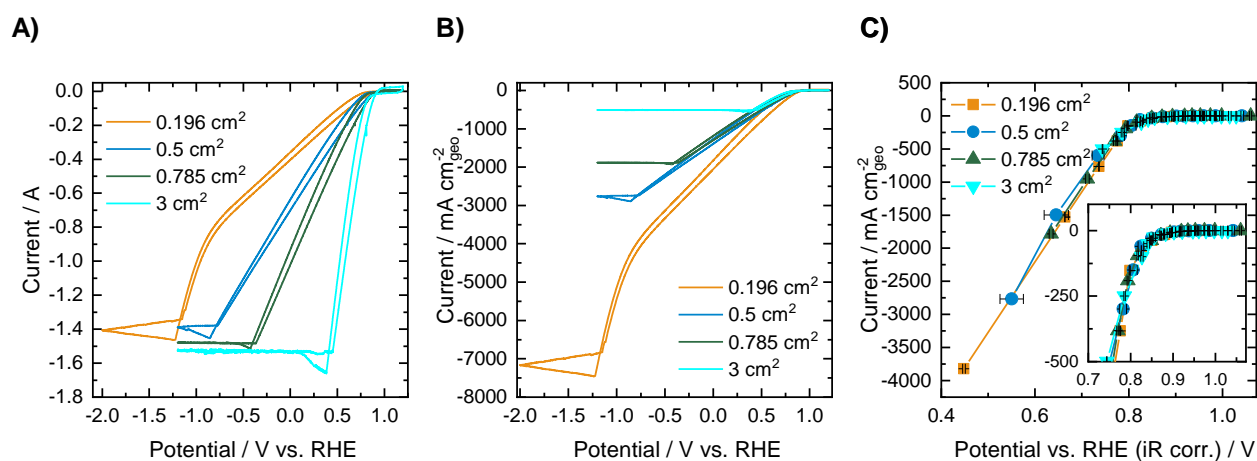 A)
B)
C)
0.0
-0.2
-0.4
-0.6
-0.8
-1.0
-1.2
-1.4
-1.6
-1.8
Current / A
0.196 cm²
0.5 cm²
0.785 cm²
3 cm²
-2.0 -1.5 -1.0 -0.5 0.0 0.5 1.0
Potential / V vs. RHE
0
-1000
-2000
-3000
-4000
-5000
-6000
-7000
-8000
Current / mA cm⁻²geo
0.196 cm²
0.5 cm²
0.785 cm²
3 cm²
-2.0 -1.5 -1.0 -0.5 0.0 0.5 1.0
Potential / V vs. RHE
500
0
-500
-1000
-1500
-2000
-2500
-3000
-3500
-4000
Current / mA cm⁻²geo
0.196 cm²
0.5 cm²
0.785 cm²
3 cm²
0
-250
-500
0.7 0.8 0.9 1.0
0.4 0.6 0.8 1.0
Potential vs. RHE (iR corr.) / V